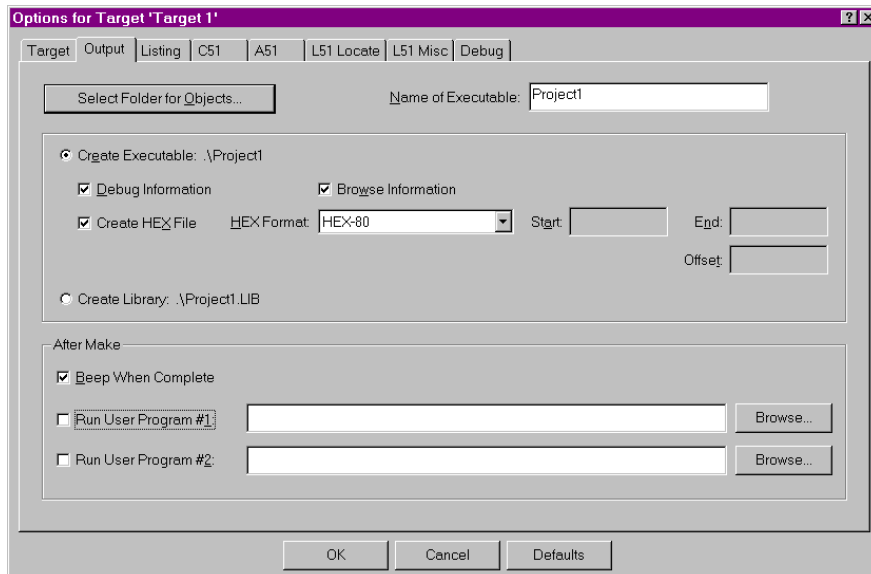 Options for Target 'Target 1'
Target Output Listing C51 A51 L51 Locate L51 Misc Debug
Select Folder for Objects... Name of Executable: Project1
Create Executable: .\Project1
Debug Information Browse Information
Create HEX File HEX Format: HEX-80 Start: End:
Offset:
Create Library: .\Project1.LIB
After Make
Beep When Complete
Run User Program #1: Browse...
Run User Program #2: Browse...
OK Cancel Defaults